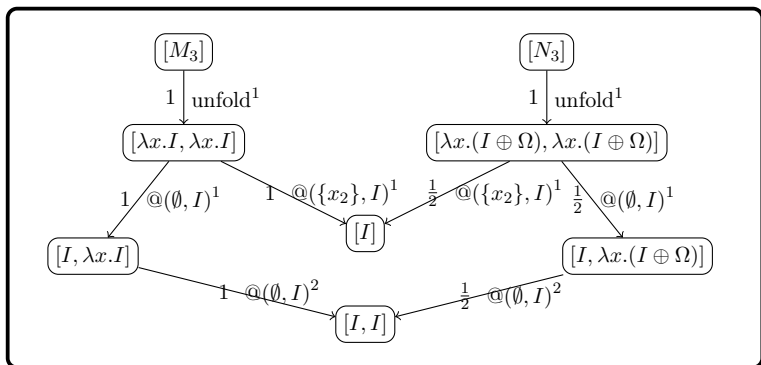 [M₃] [N₃]
1 unfold¹ 1 unfold¹
[λx.I, λx.I] [λx.(I ⊕ Ω), λx.(I ⊕ Ω)]
1 @(∅, I)¹ 1 @({x₂}, I)¹ ½ @({x₂}, I)¹ ½ @(∅, I)¹
[I]
[I, λx.I] [I, λx.(I ⊕ Ω)]
1 @(∅, I)² ½ @(∅, I)²
[I, I]